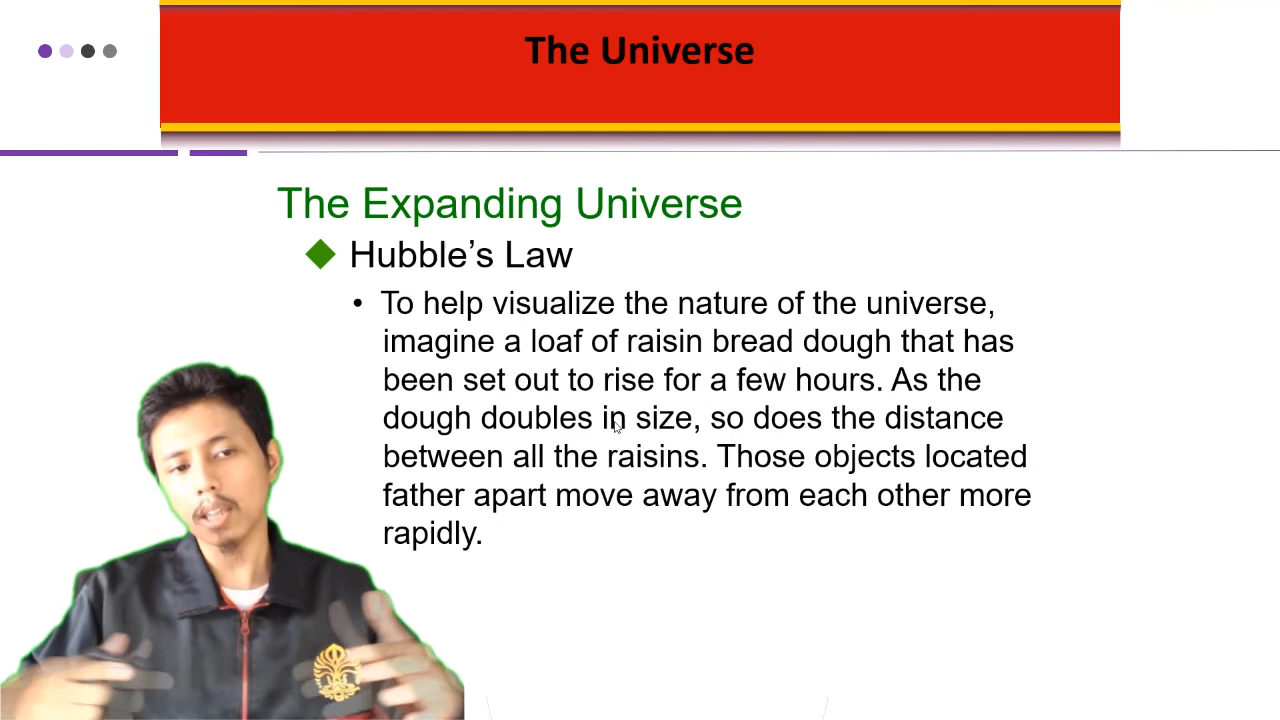 The Universe
The Expanding Universe
Hubble’s Law
• To help visualize the nature of the universe,
imagine a loaf of raisin bread dough that has
been set out to rise for a few hours. As the
dough doubles in size, so does the distance
between all the raisins. Those objects located
father apart move away from each other more
rapidly.